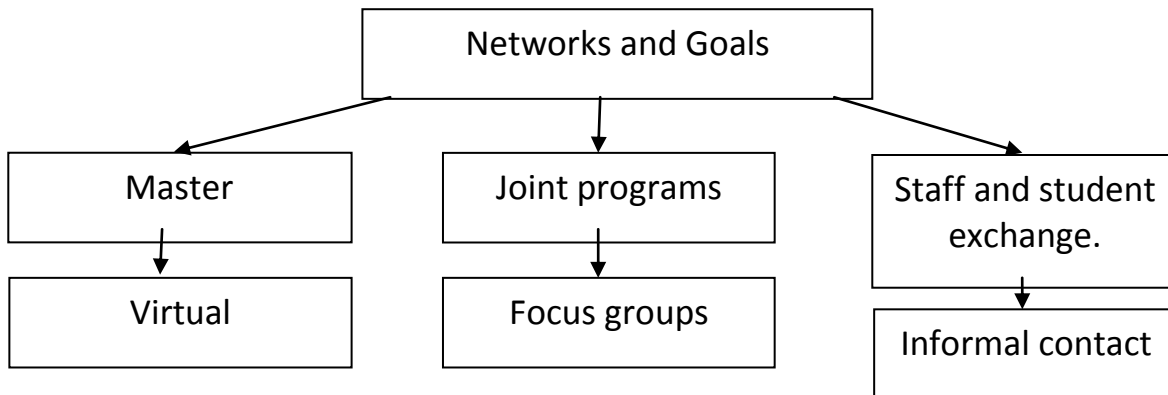 Networks and Goals
Master
Joint programs
Staff and student
exchange.
Virtual
Focus groups
Informal contact